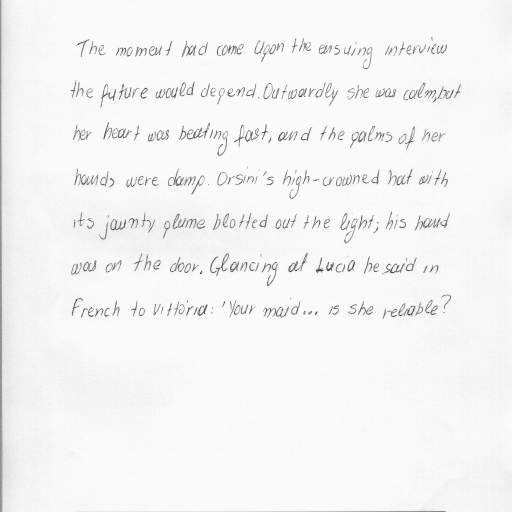 The moment had come. Upon the ensuing interview
the future would depend. Outwardly she was calm, but
her heart was beating fast, and the palms of her
hands were damp. Orsini's high-crowned hat with
its jaunty plume blotted out the light; his hand
was on the door. Glancing at Lucia he said in
French to Vittoria: 'Your maid... is she reliable?